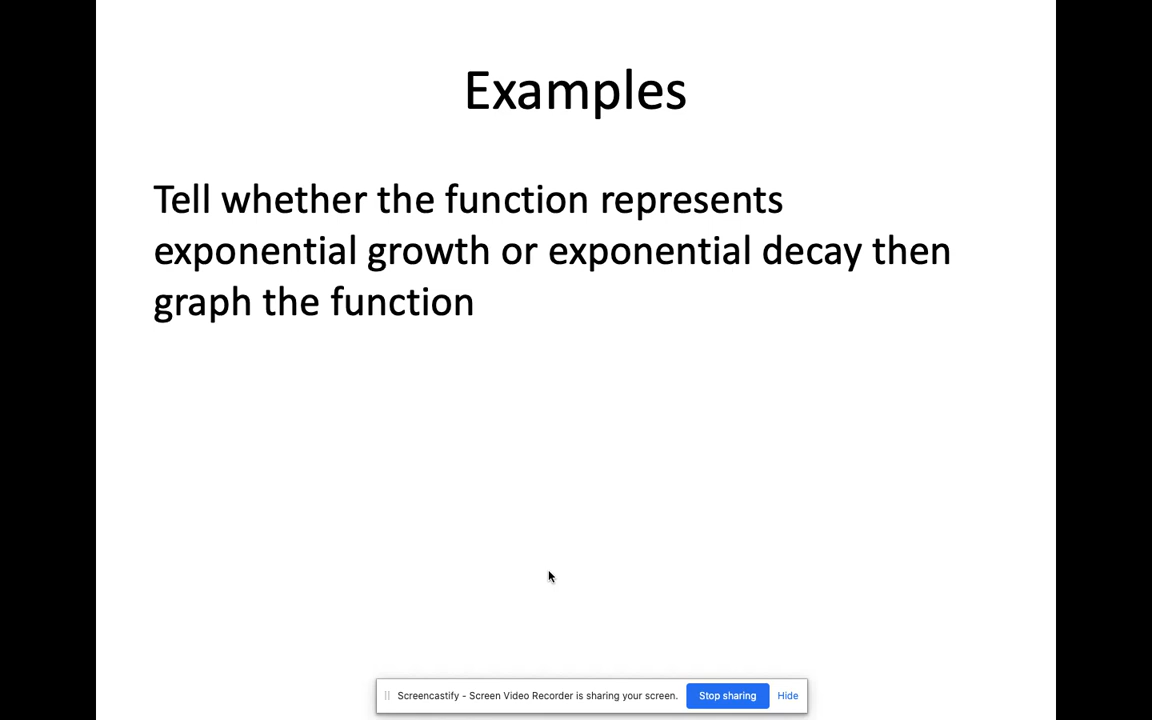 Examples
Tell whether the function represents
exponential growth or exponential decay then
graph the function
Screencastify - Screen Video Recorder is sharing your screen. Stop sharing Hide